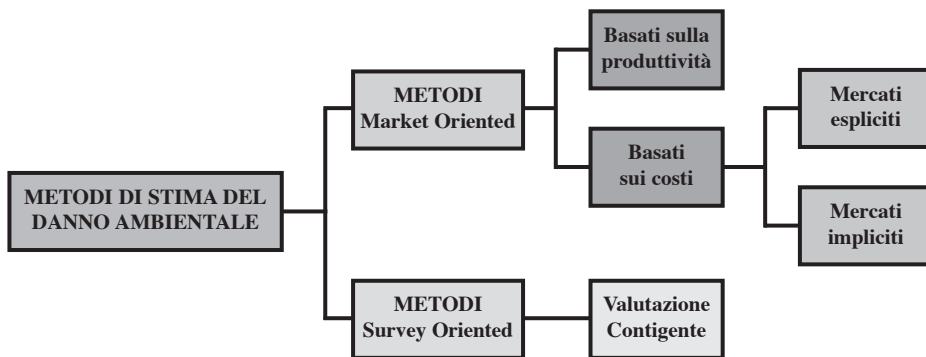 Basati sulla
produttività
METODI
Market Oriented
Mercati
espliciti
Basati
sui costi
METODI DI STIMA DEL
DANNO AMBIENTALE
Mercati
impliciti
METODI
Survey Oriented
Valutazione
Contigente